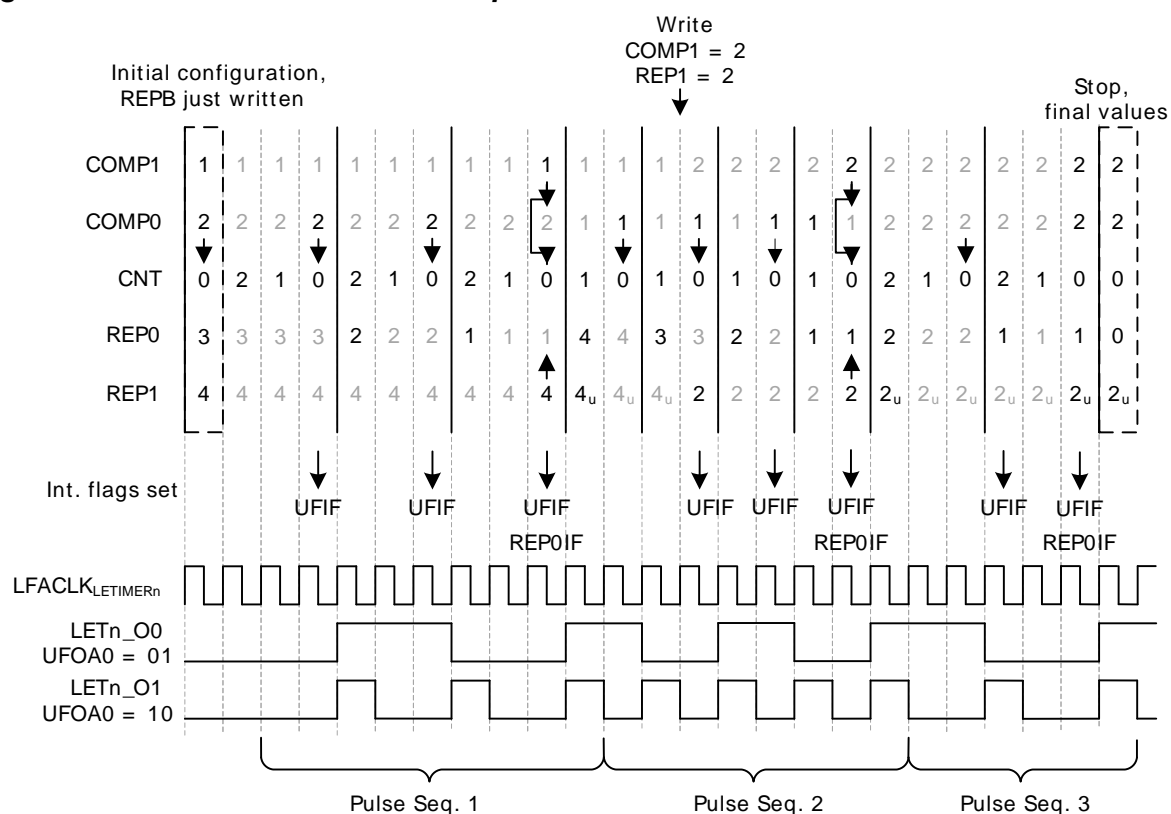 Write
COMP1 = 2
REP1 = 2
Initial configuration,
REPB just written
Stop,
final values
COMP1 1 1 1 1 1 1 1 1 1 1 1 1 1 2 2 2 2 2 2 2 2 2 2 2 2
COMP0 2 2 2 2 2 2 2 2 2 2 1 1 1 1 1 1 1 1 2 2 2 2 2 2 2
CNT 0 2 1 0 2 1 0 2 1 0 1 0 1 0 1 0 1 0 2 1 0 2 1 0 0
REP0 3 3 3 3 2 2 2 1 1 1 4 4 3 3 2 2 1 1 2 2 2 1 1 1 0
REP1 4 4 4 4 4 4 4 4 4 4 4u 4u 4u 2 2 2 2 2 2u 2u 2u 2u 2u 2u 2u
Int. flags set
UFIF UFIF UFIF UFIF UFIF UFIF UFIF UFIF
REP0IF REP0IF REP0IF
LFACLKLETIMERn
LETn_O0
UFOA0 = 01
LETn_O1
UFOA0 = 10
Pulse Seq. 1 Pulse Seq. 2 Pulse Seq. 3